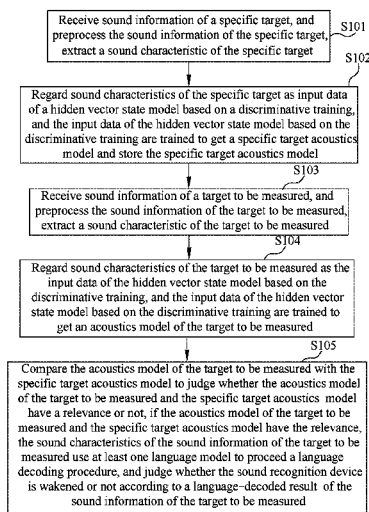 S101
Receive sound information of a specific target, and
preprocess the sound information of the specific target,
extract a sound characteristic of the specific target
S102
Regard sound characteristics of the specific target as input data
of a hidden vector state model based on a discriminative training,
and the input data of the hidden vector state model based on the
discriminative training are trained to get a specific target acoustics
model and store the specific target acoustics model
S103
Receive sound information of a target to be measured, and
preprocess the sound information of the target to be measured,
extract a sound characteristic of the target to be measured
S104
Regard sound characteristics of the target to be measured as the
input data of the hidden vector state model based on the
discriminative training, and the input data of the hidden vector
state model based on the discriminative training are trained to
get an acoustics model of the target to be measured
S105
Compare the acoustics model of the target to be measured with the
specific target acoustics model to judge whether the acoustics model
of the target to be measured and the specific target acoustics model
have a relevance or not, if the acoustics model of the target to be
measured and the specific target acoustics model have the relevance,
the sound characteristics of the sound information of the target to be
measured use at least one language model to proceed a language
decoding procedure, and judge whether the sound recognition device
is wakened or not according to a language-decoded result of the
sound information of the target to be measured